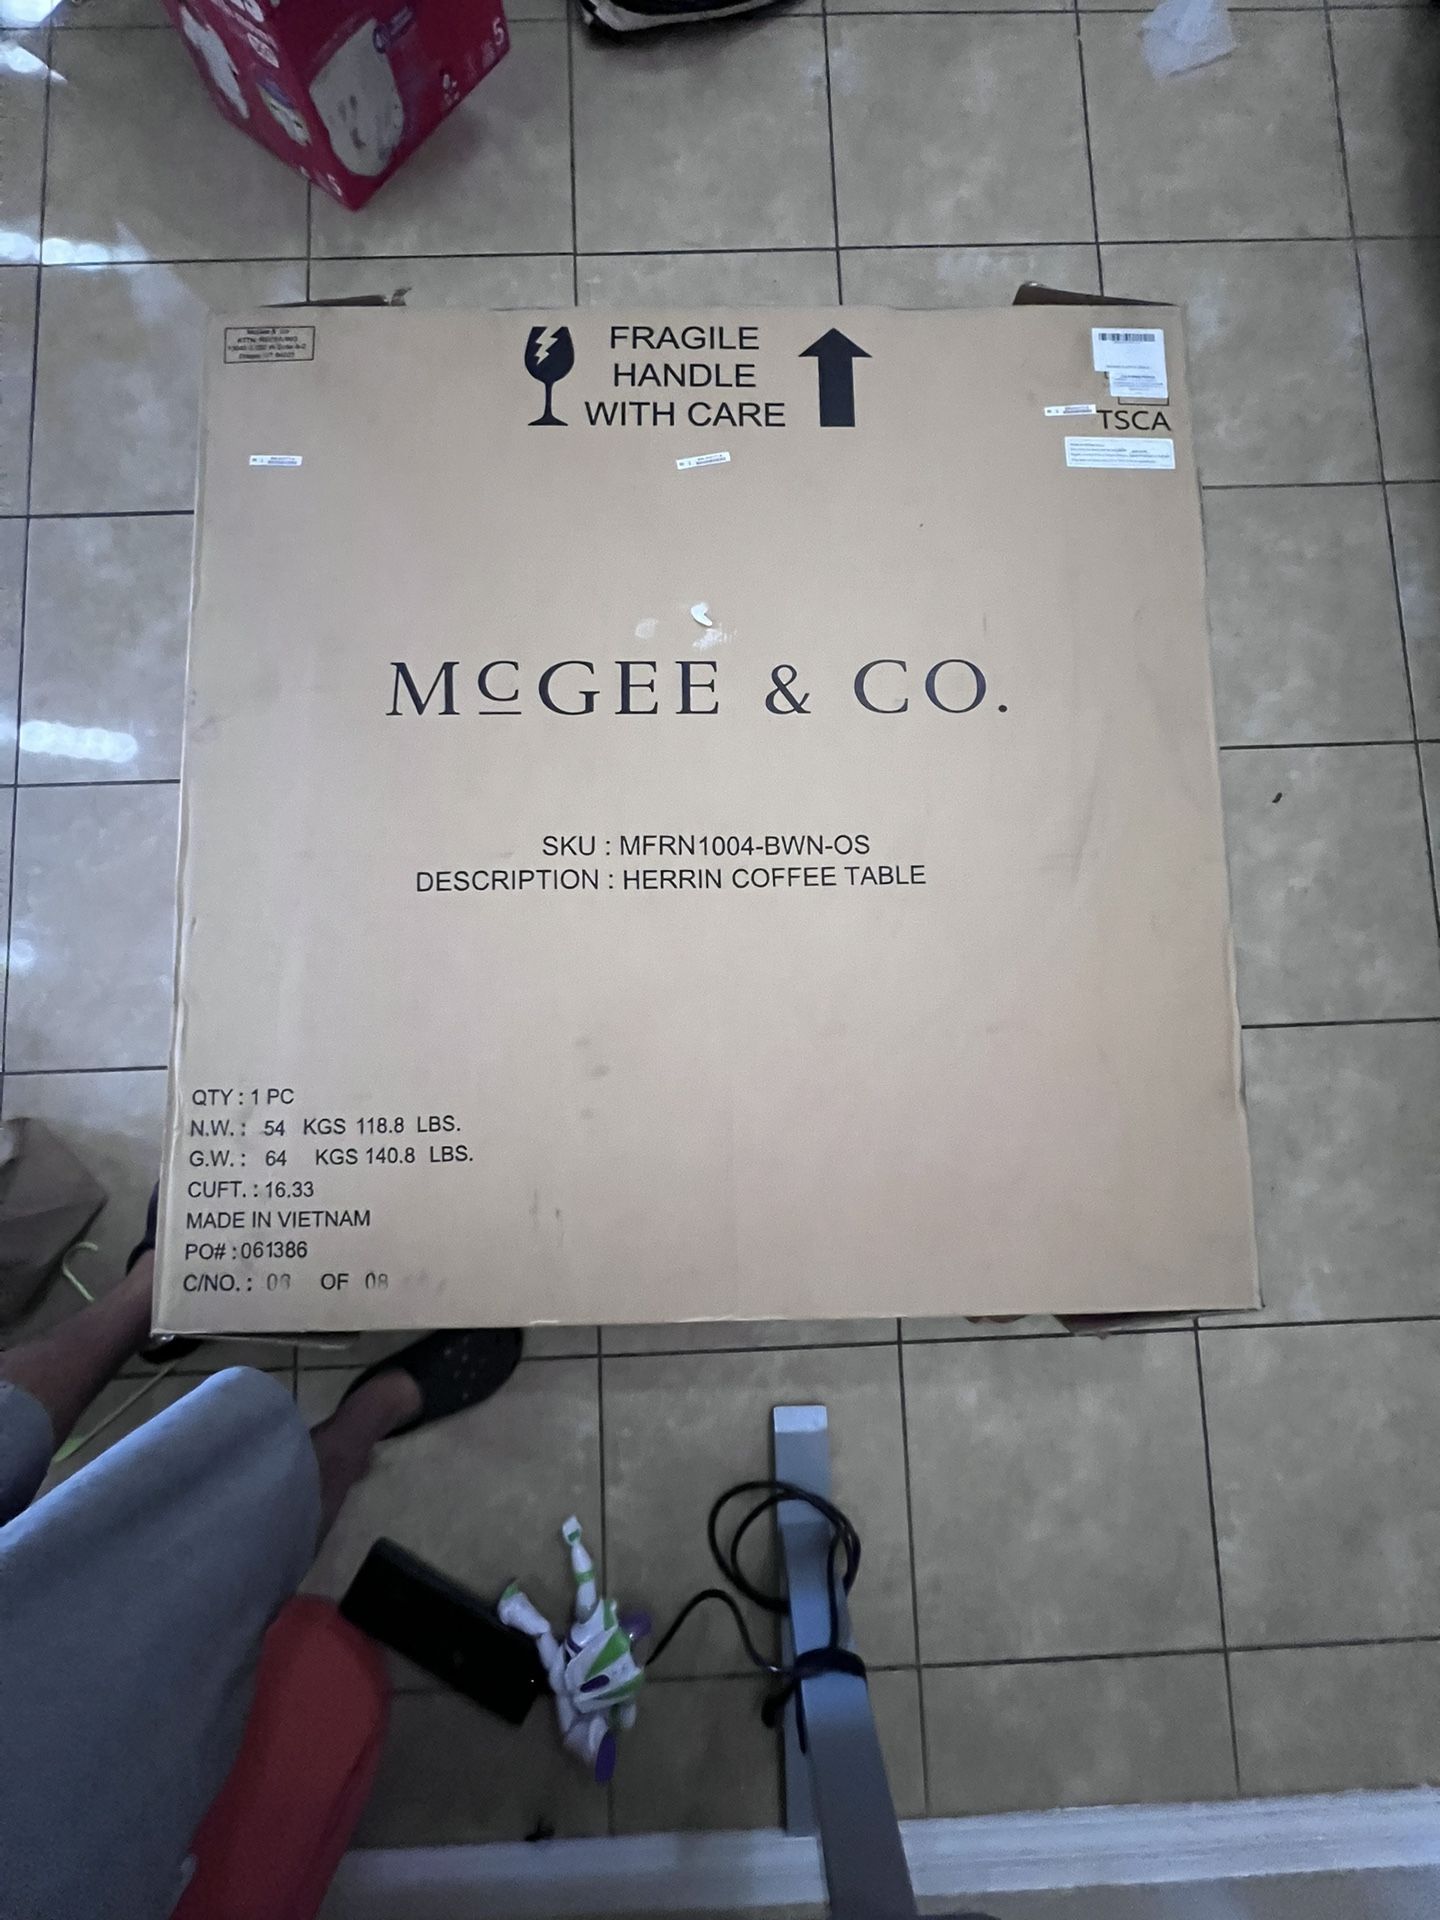 FRAGILE
HANDLE
WITH CARE
TSCA
McGEE & CO.
SKU : MFRN1004-BWN-OS
DESCRIPTION : HERRIN COFFEE TABLE
QTY : 1 PC
N.W. : 54 KGS 118.8 LBS.
G.W. : 64 KGS 140.8 LBS.
CUFT. : 16.33
MADE IN VIETNAM
PO# : 061386
C/NO. : OF 08
5